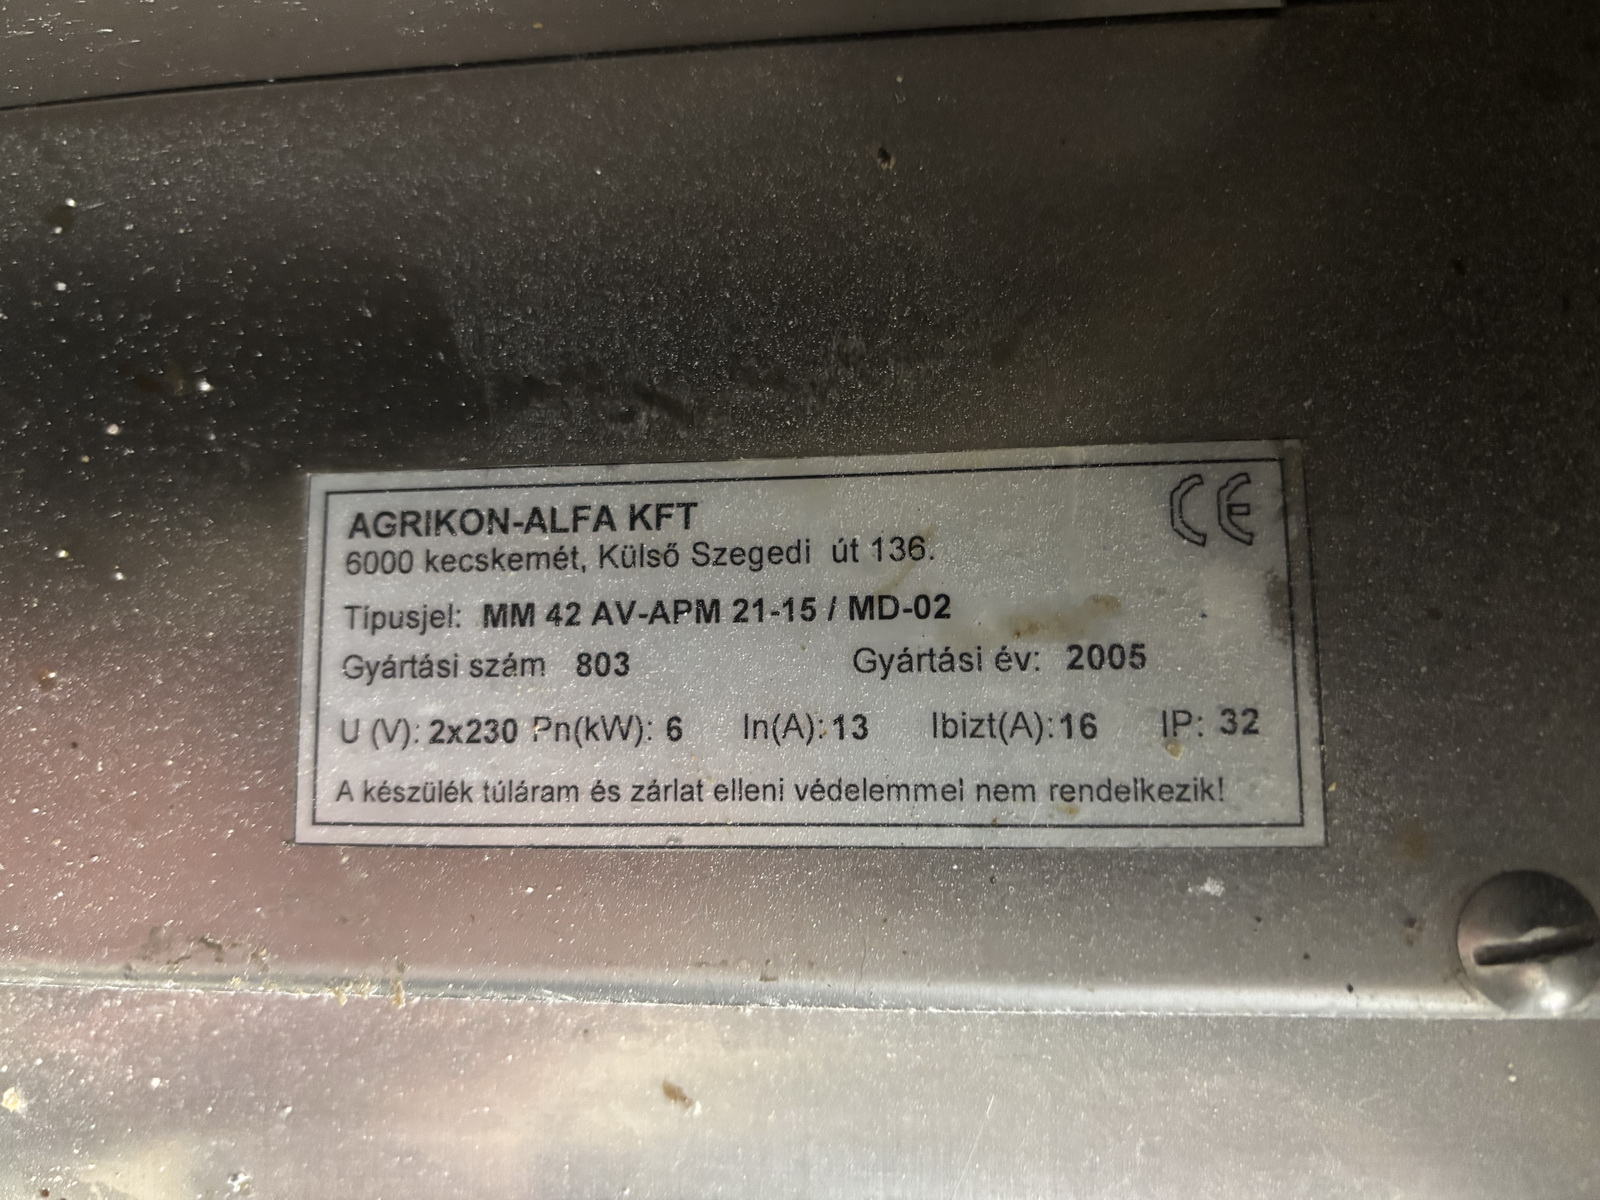 AGRIKON-ALFA KFT
CE
6000 kecskemét, Külső Szegedi út 136.
Típusjel: MM 42 AV-APM 21-15 / MD-02
Gyártási szám 803 Gyártási év: 2005
U (V): 2x230 Pn(kW): 6 In(A): 13 Ibizt(A): 16 IP: 32
A készülék túláram és zárlat elleni védelemmel nem rendelkezik!